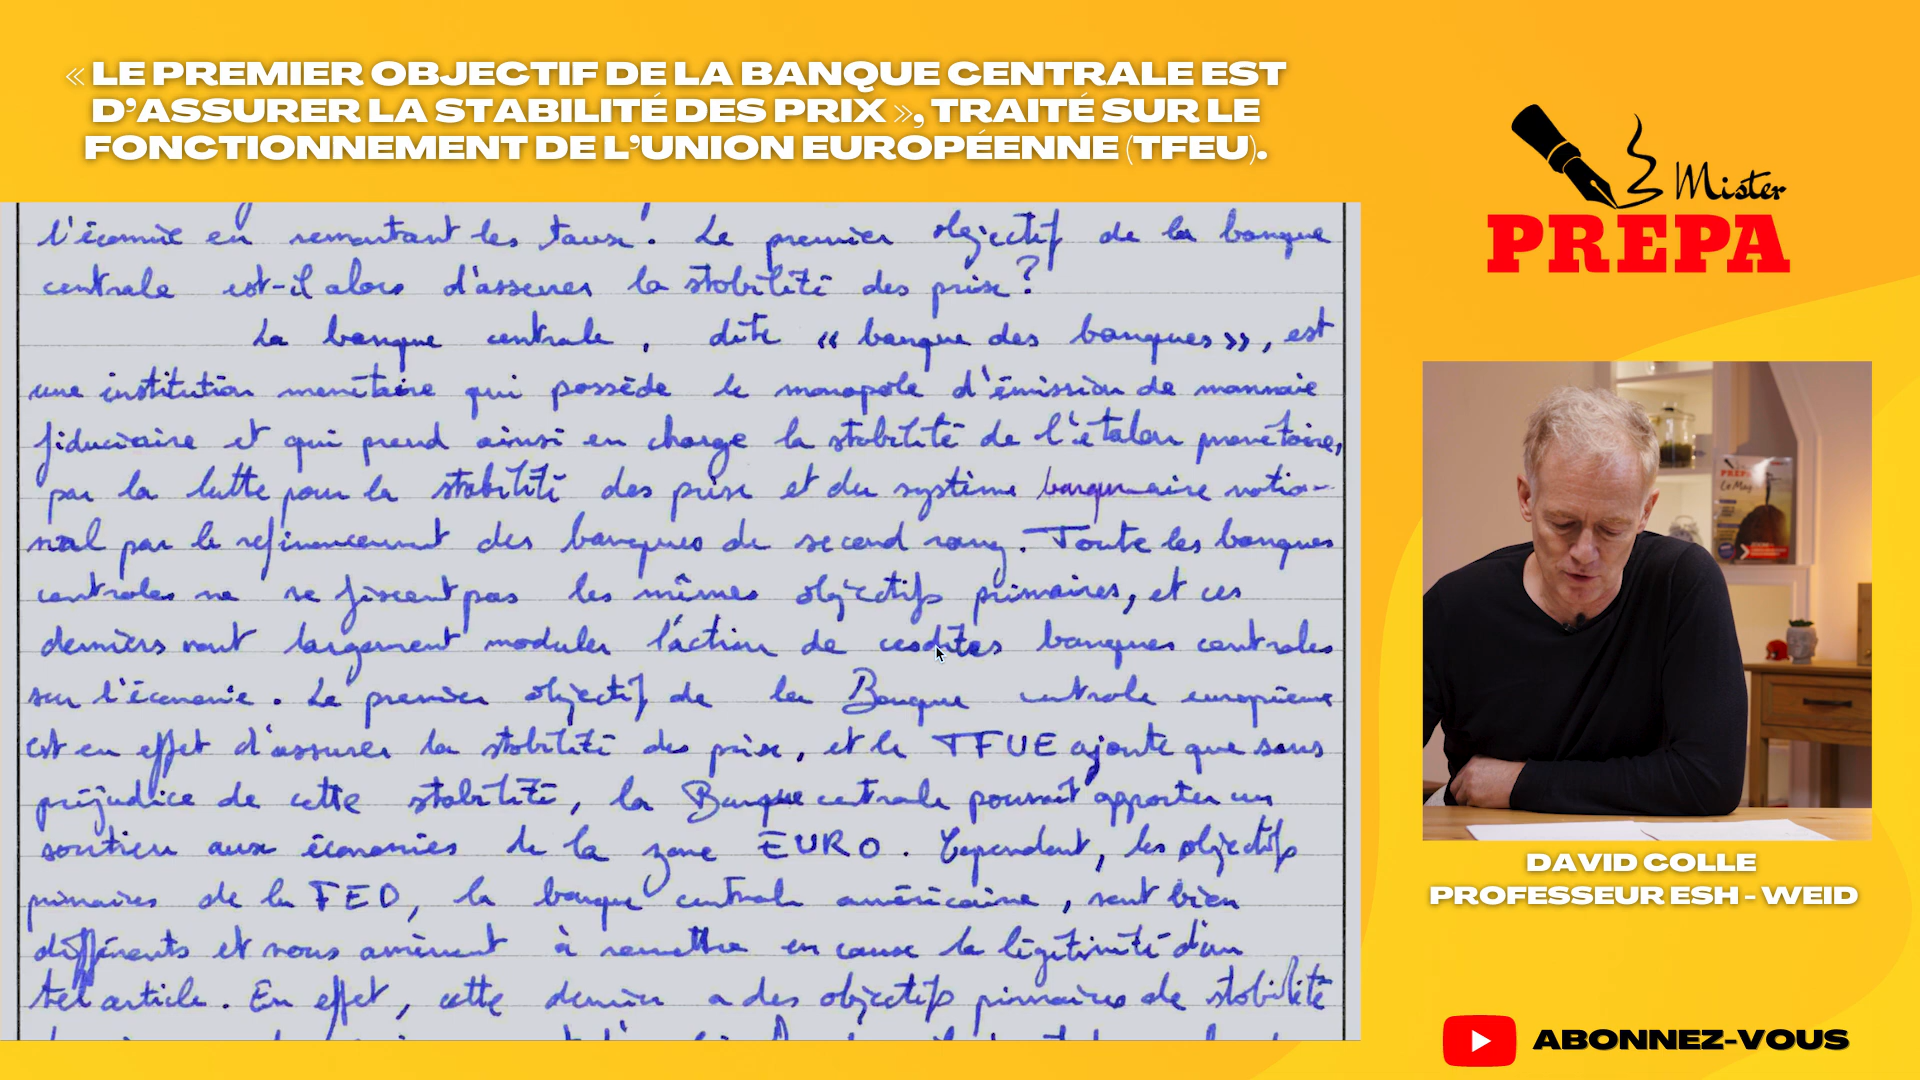 « LE PREMIER OBJECTIF DE LA BANQUE CENTRALE EST
D’ASSURER LA STABILITÉ DES PRIX », TRAITÉ SUR LE
FONCTIONNEMENT DE L’UNION EUROPÉENNE (TFEU).
l'économie en remontant les taux. Le premier objectif de la banque
centrale est-il alors d'assurer la stabilité des prix ?
La banque centrale, dite « banque des banques », est
une institution monétaire qui possède le monopole d'émission de monnaie
fiduciaire et qui prend ainsi en charge la stabilité de l'étalon monétaire,
par la lutte pour la stabilité des prix et du système banquaire natio-
nal par le refinancement des banques de second rang. Toute les banques
centrales ne se fixent pas les mêmes objectifs primaires, et ces
derniers vont largement moduler l'action de cesdites banques centrales
sur l'économie. Le premier objectif de la Banque centrale européenne
est en effet d'assurer la stabilité des prix, et le TFUE ajoute que sans
préjudice de cette stabilité, la Banque centrale pourrait apporter un
soutien aux économies de la zone EURO. Cependant, les objectifs
primaires de la FED, la banque centrale américaine, sont bien
différents et nous amènent à remettre en cause la légitimité d'un
tel article. En effet, cette dernier a des objectifs primaires de stabilité
Mister
PREPA
DAVID COLLE
PROFESSEUR ESH - WEID
ABONNEZ-VOUS